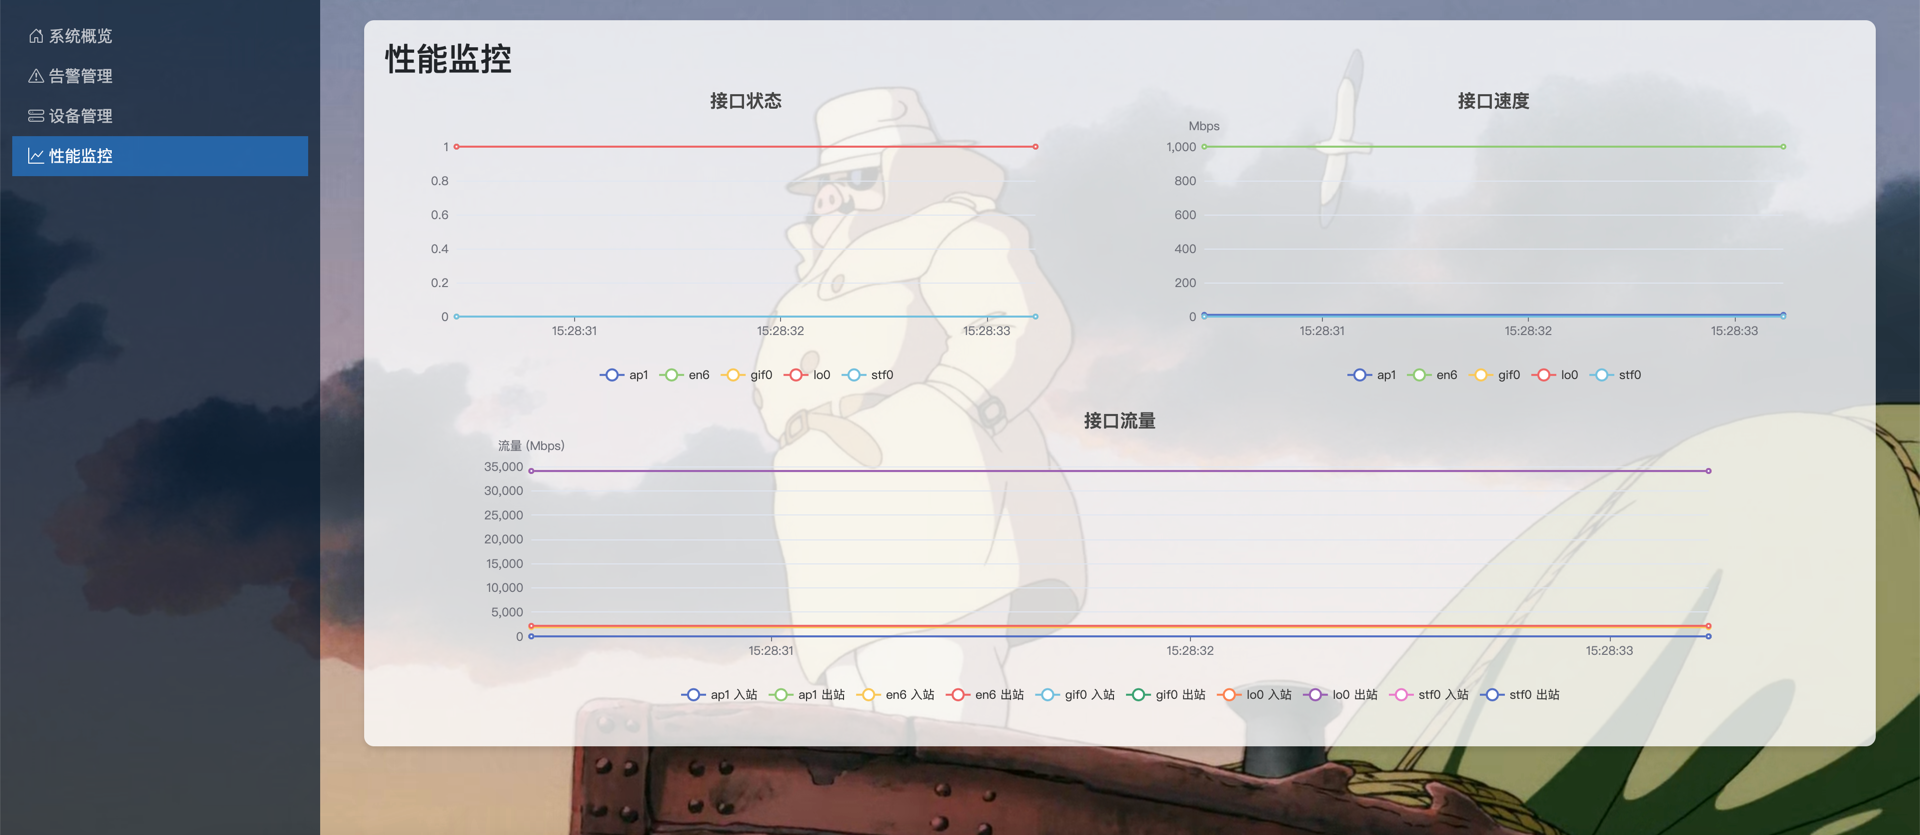 系统概览
告警管理
设备管理
性能监控
性能监控
接口状态
1
0.8
0.6
0.4
0.2
0
15:28:31 15:28:32 15:28:33
ap1 en6 gif0 lo0 stf0
接口速度
Mbps
1,000
800
600
400
200
0
15:28:31 15:28:32 15:28:33
ap1 en6 gif0 lo0 stf0
接口流量
流量 (Mbps)
35,000
30,000
25,000
20,000
15,000
10,000
5,000
0
15:28:31 15:28:32 15:28:33
ap1 入站 ap1 出站 en6 入站 en6 出站 gif0 入站 gif0 出站 lo0 入站 lo0 出站 stf0 入站 stf0 出站